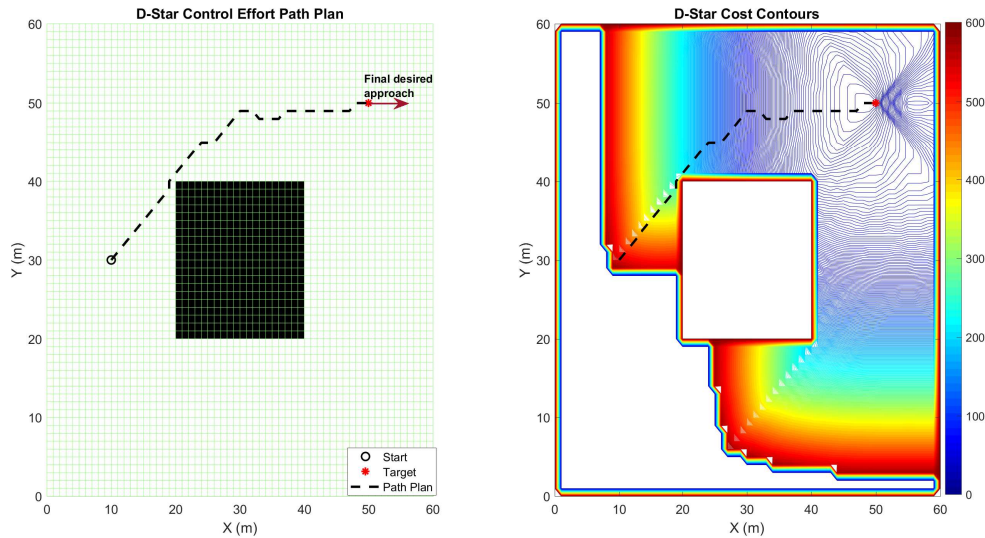 D-Star Control Effort Path Plan
60
50
40
30
20
10
0
Y (m)
Final desired
approach
Start
Target
Path Plan
0 10 20 30 40 50 60
X (m)
D-Star Cost Contours
60
50
40
30
20
10
0
Y (m)
0 10 20 30 40 50 60
X (m)
600
500
400
300
200
100
0